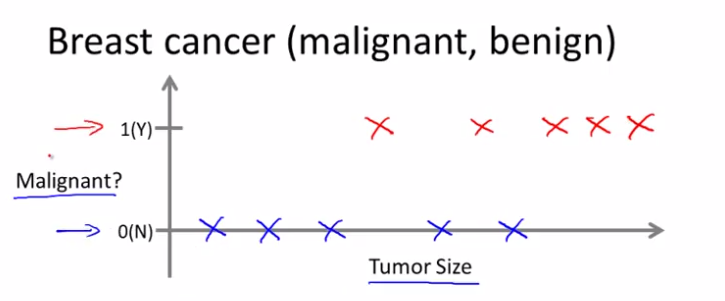 Breast cancer (malignant, benign)
1(Y)
Malignant?
0(N)
Tumor Size